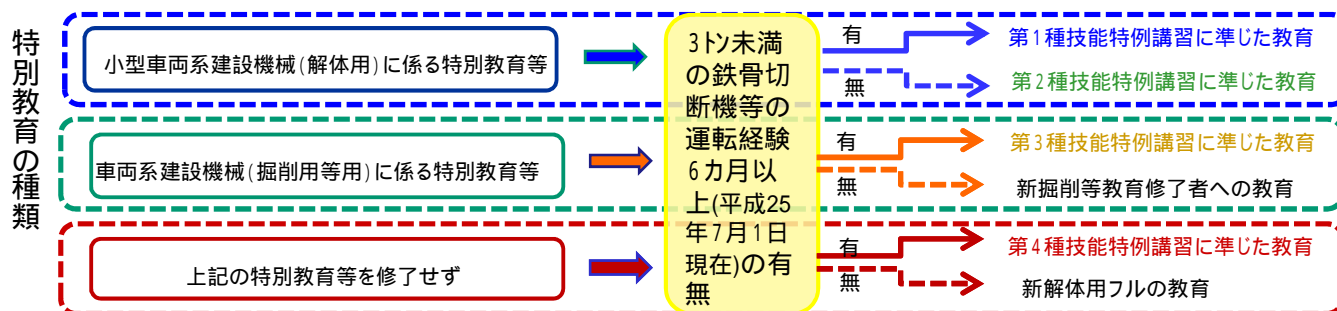 特別教育の種類
小型車両系建設機械(解体用)に係る特別教育等
車両系建設機械(掘削用等用)に係る特別教育等
上記の特別教育等を修了せず
3トン未満
の鉄骨切
断機等の
運転経験
6カ月以
上(平成25
年7月1日
現在)の有
無
有
第1種技能特例講習に準じた教育
無
第2種技能特例講習に準じた教育
有
第3種技能特例講習に準じた教育
無
新掘削等教育修了者への教育
有
第4種技能特例講習に準じた教育
無
新解体用フルの教育